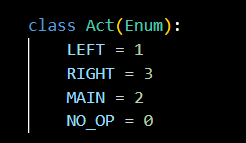 class Act(Enum):
    LEFT = 1
    RIGHT = 3
    MAIN = 2
    NO_OP = 0